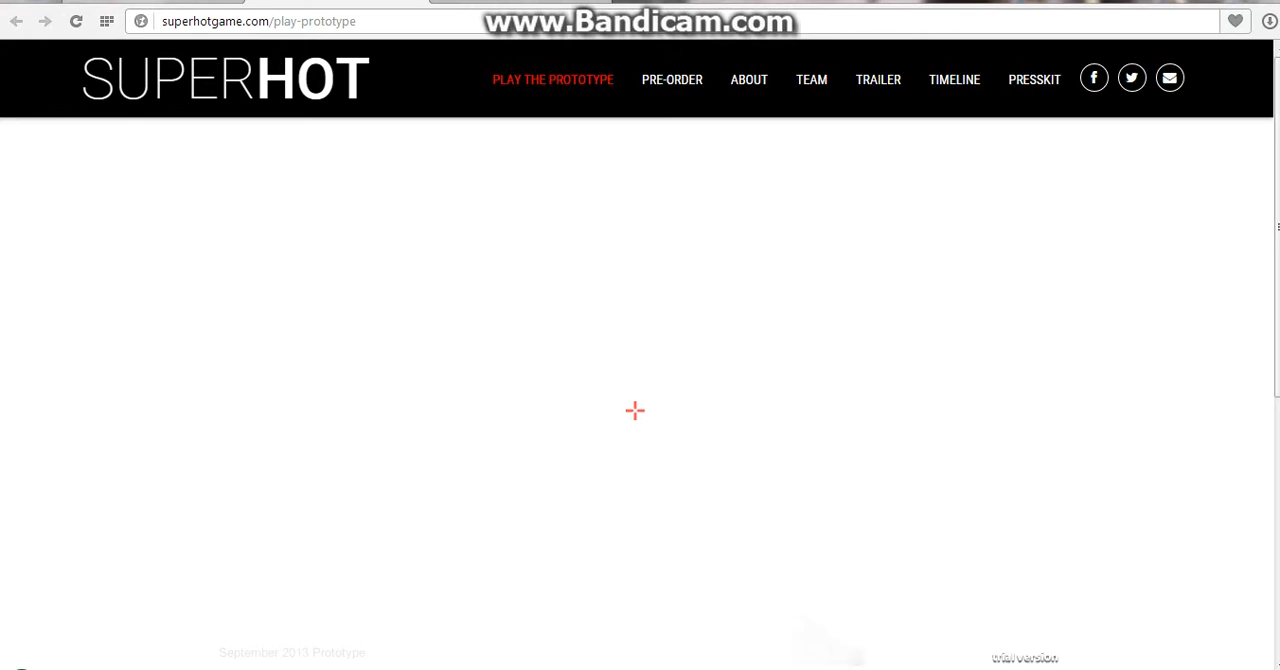 superhotgame.com/play-prototype
www.Bandicam.com
SUPERHOT
PLAY THE PROTOTYPE
PRE-ORDER
ABOUT
TEAM
TRAILER
TIMELINE
PRESSKIT
September 2013 Prototype
trial version